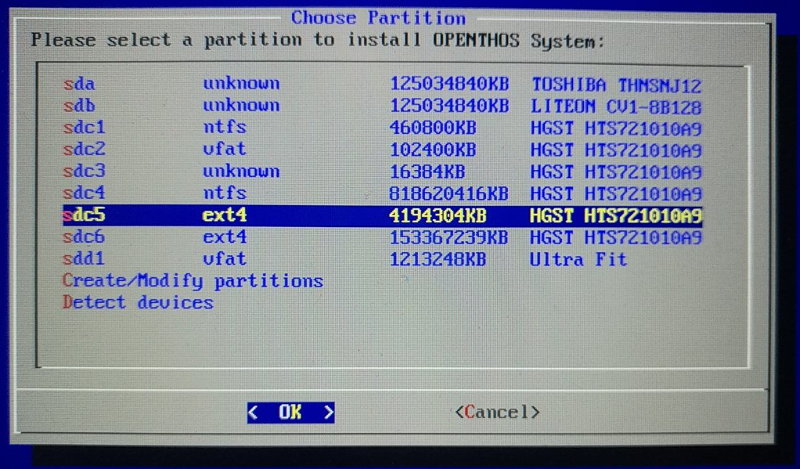 Choose Partition
Please select a partition to install OPENTHOS System:
sda unknown 125034840KB TOSHIBA THNSNJ12
sdb unknown 125034840KB LITEON CV1-8B128
sdc1 ntfs 460800KB HGST HTS721010A9
sdc2 vfat 102400KB HGST HTS721010A9
sdc3 unknown 16384KB HGST HTS721010A9
sdc4 ntfs 818620416KB HGST HTS721010A9
sdc5 ext4 4194304KB HGST HTS721010A9
sdc6 ext4 153367239KB HGST HTS721010A9
sdd1 vfat 1213248KB Ultra Fit
Create/Modify partitions
Detect devices
< OK > <Cancel>